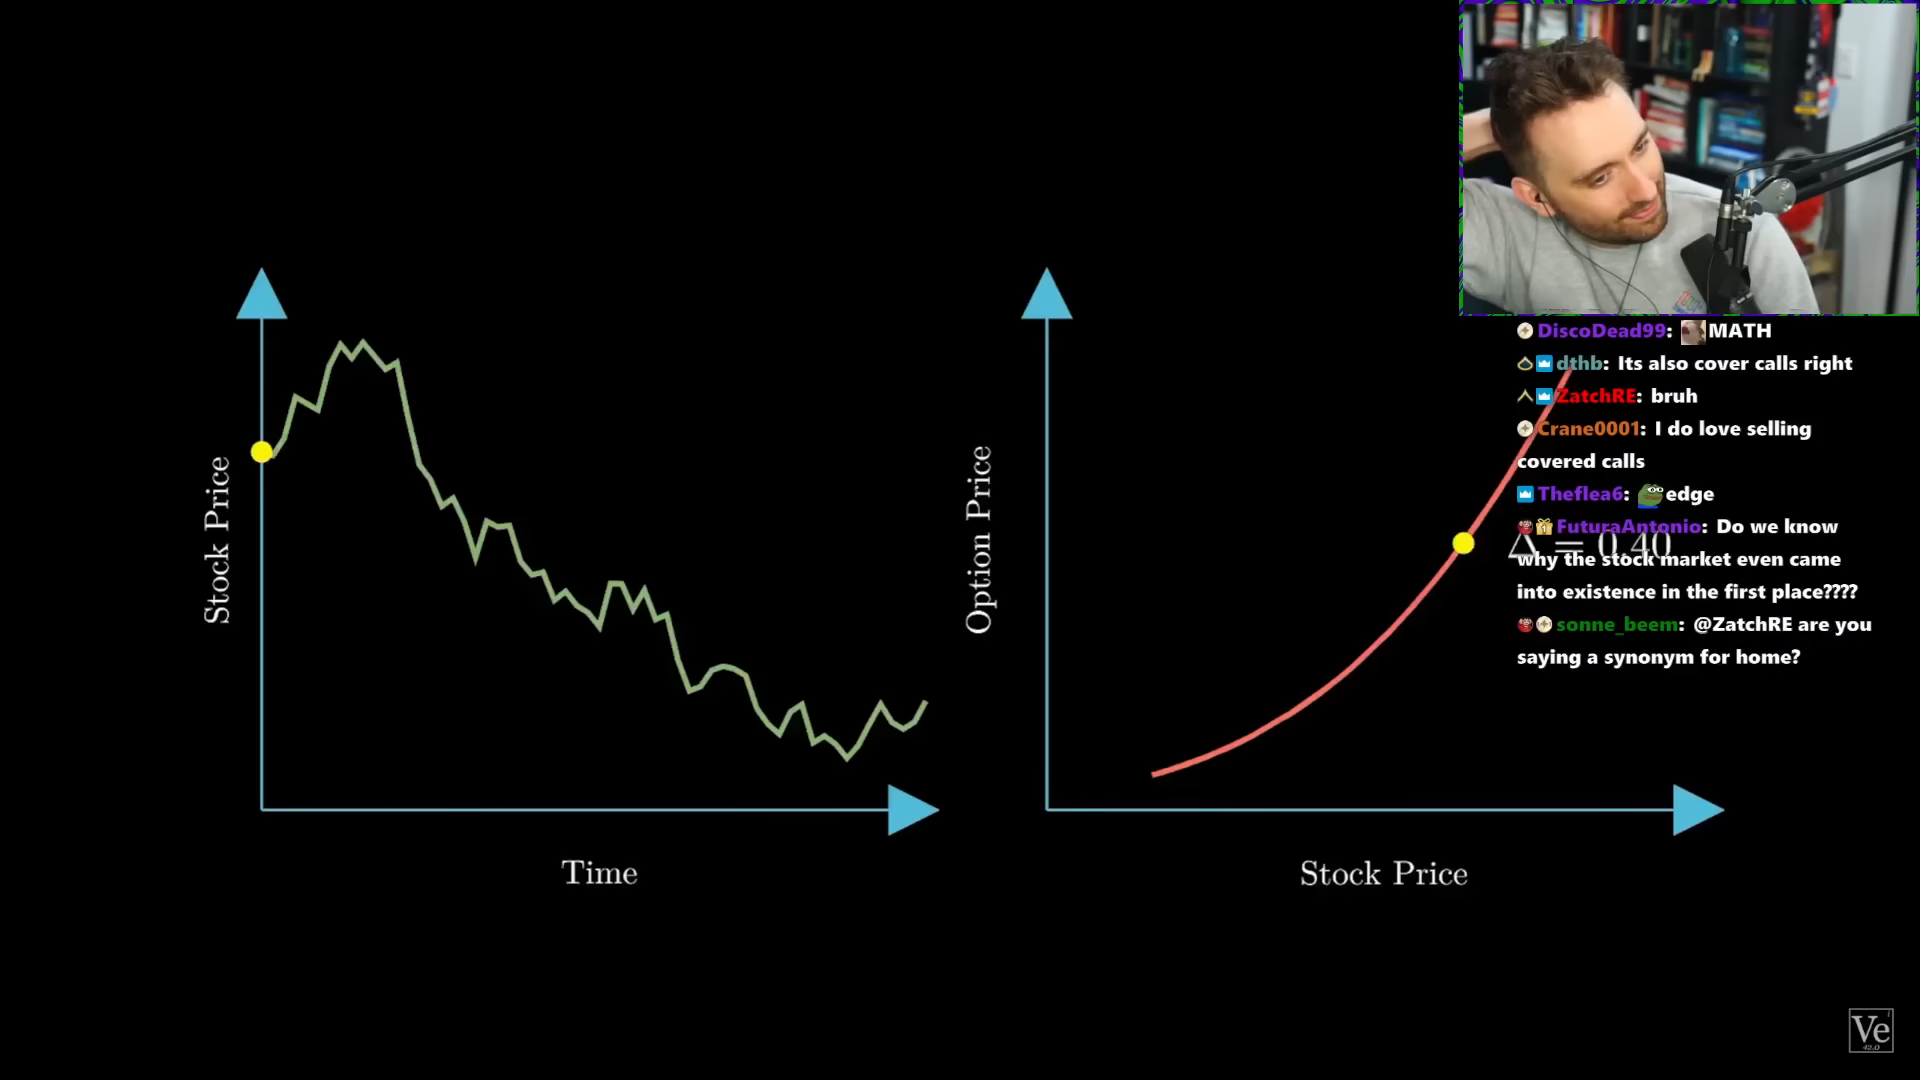 Stock Price
Time
Option Price
Stock Price
Δ = 0.40
DiscoDead99: MATH
dthb: Its also cover calls right
ZatchRE: bruh
Crane0001: I do love selling
covered calls
Theflea6: edge
FuturaAntonio: Do we know
why the stock market even came
into existence in the first place????
sonne_beem: @ZatchRE are you
saying a synonym for home?
Ve
42.0